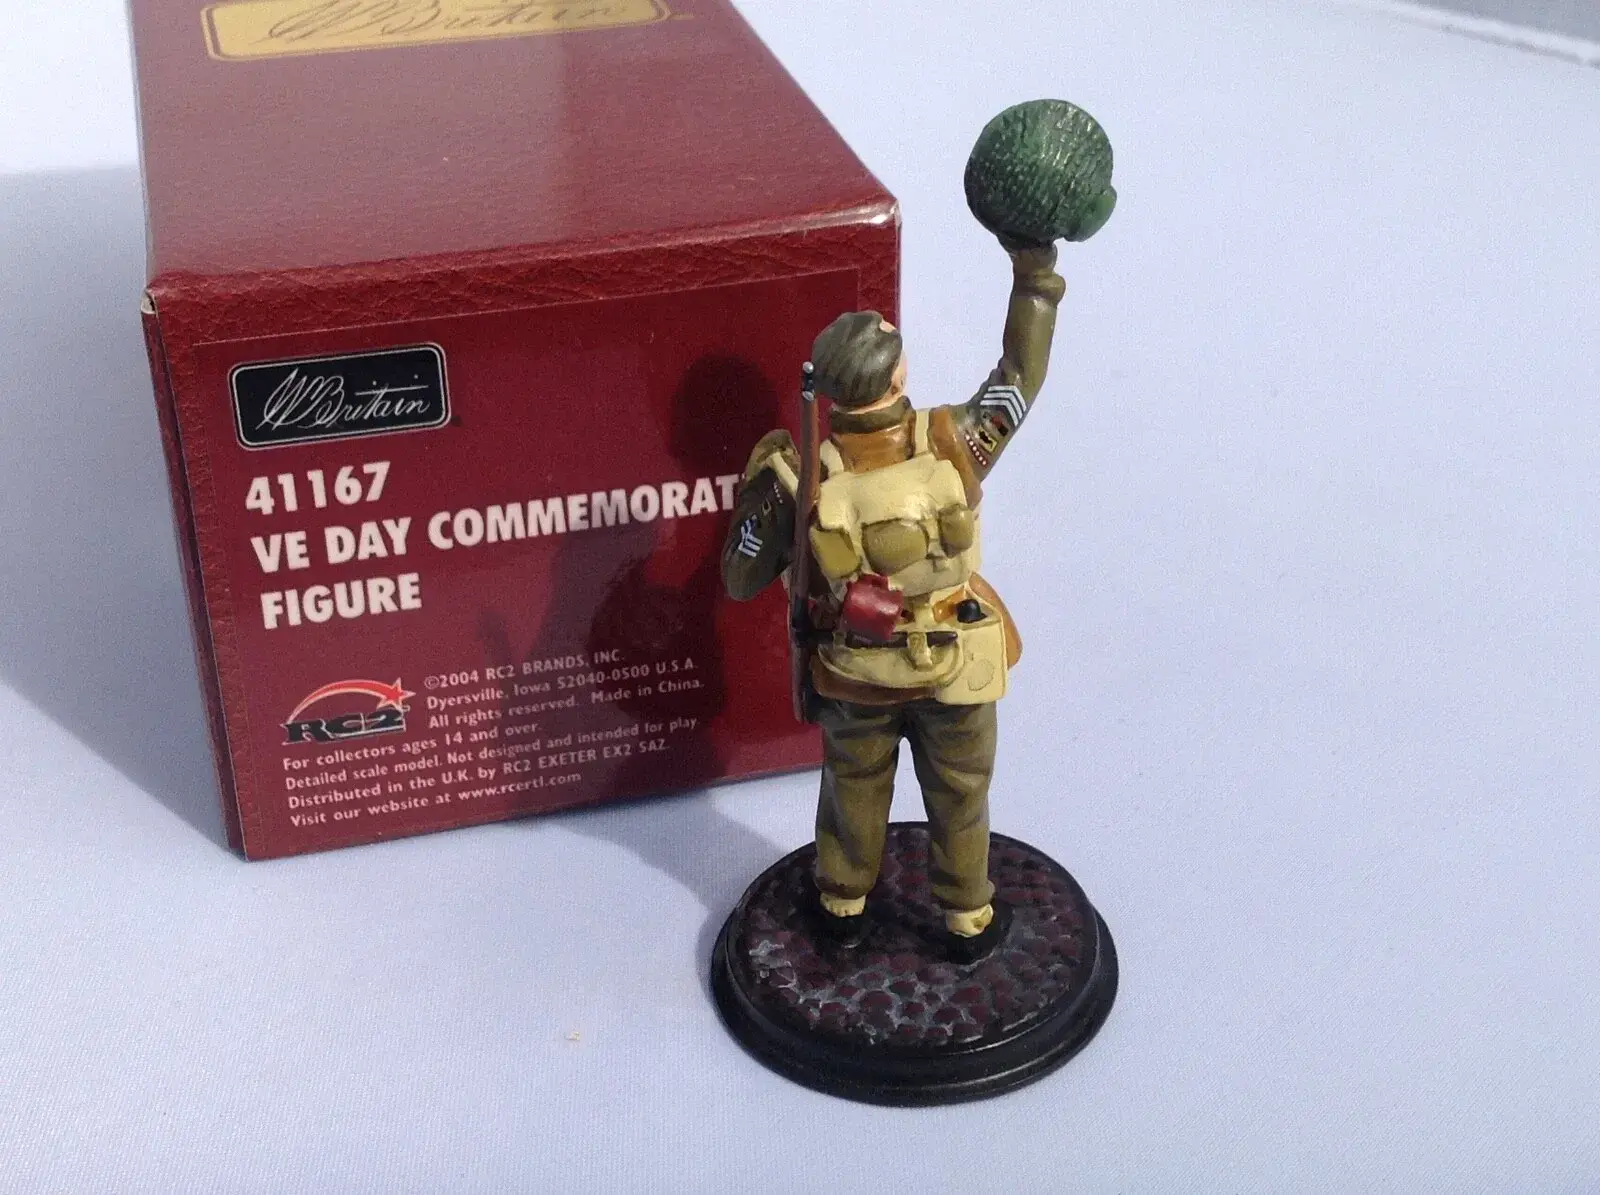 W Britain
W Britain
41167
VE DAY COMMEMORAT
FIGURE
RC2
©2004 RC2 BRANDS, INC.
Dyersville, Iowa 52040-0500 U.S.A.
All rights reserved. Made in China.
For collectors ages 14 and over.
Detailed scale model. Not designed and intended for play.
Distributed in the U.K. by RC2 EXETER EX2 5AZ.
Visit our website at www.rcertl.com